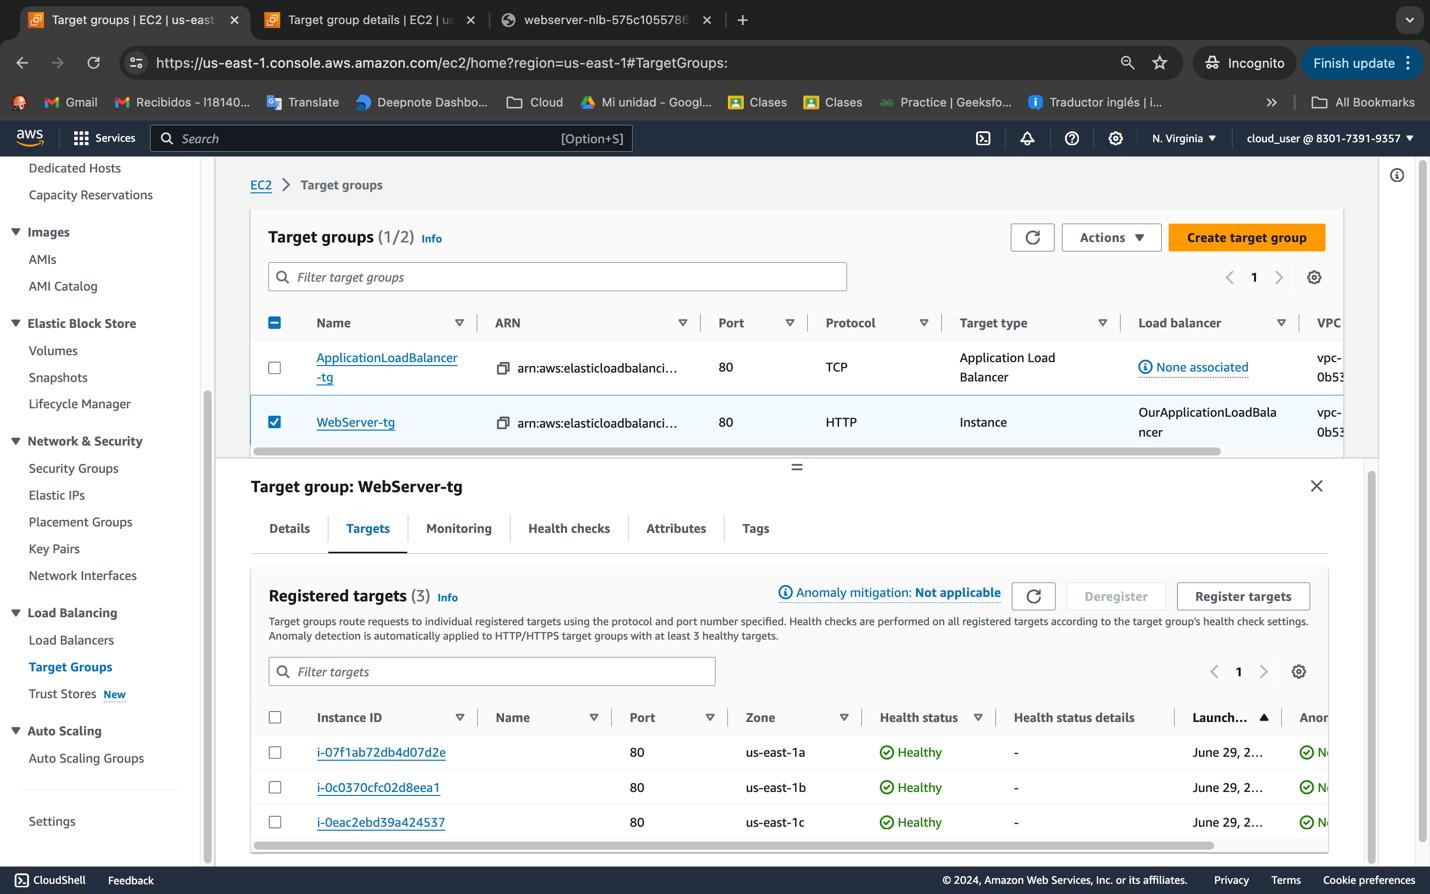 Target groups | EC2 | us-east-
Target group details | EC2 | us
webserver-nlb-575c1055786
https://us-east-1.console.aws.amazon.com/ec2/home?region=us-east-1#TargetGroups:
Incognito
Finish update
Gmail
Recibidos - l18140...
Translate
Deepnote Dashbo...
Cloud
Mi unidad - Googl...
Clases
Clases
Practice | Geeksfo...
Traductor inglés | i...
All Bookmarks
aws
Services
Search
[Option+S]
N. Virginia
cloud_user @ 8301-7391-9357
Dedicated Hosts
Capacity Reservations
Images
AMIs
AMI Catalog
Elastic Block Store
Volumes
Snapshots
Lifecycle Manager
Network & Security
Security Groups
Elastic IPs
Placement Groups
Key Pairs
Network Interfaces
Load Balancing
Load Balancers
Target Groups
Trust Stores New
Auto Scaling
Auto Scaling Groups
Settings
EC2 > Target groups
Target groups (1/2) Info
Actions
Create target group
Filter target groups
1
Name ARN Port Protocol Target type Load balancer VPC
ApplicationLoadBalancer
-tg
arn:aws:elasticloadbalanci...
80
TCP
Application Load
Balancer
None associated
vpc-
0b53
WebServer-tg
arn:aws:elasticloadbalanci...
80
HTTP
Instance
OurApplicationLoadBala
ncer
vpc-
0b53
Target group: WebServer-tg
Details Targets Monitoring Health checks Attributes Tags
Registered targets (3) Info
Anomaly mitigation: Not applicable
Deregister
Register targets
Target groups route requests to individual registered targets using the protocol and port number specified. Health checks are performed on all registered targets according to the target group's health check settings.
Anomaly detection is automatically applied to HTTP/HTTPS target groups with at least 3 healthy targets.
Filter targets
1
Instance ID Name Port Zone Health status Health status details Launch... Anor
i-07f1ab72db4d07d2e 80 us-east-1a Healthy - June 29, 2... N
i-0c0370cfc02d8eea1 80 us-east-1b Healthy - June 29, 2... N
i-0eac2ebd39a424537 80 us-east-1c Healthy - June 29, 2... N
CloudShell
Feedback
© 2024, Amazon Web Services, Inc. or its affiliates.
Privacy
Terms
Cookie preferences